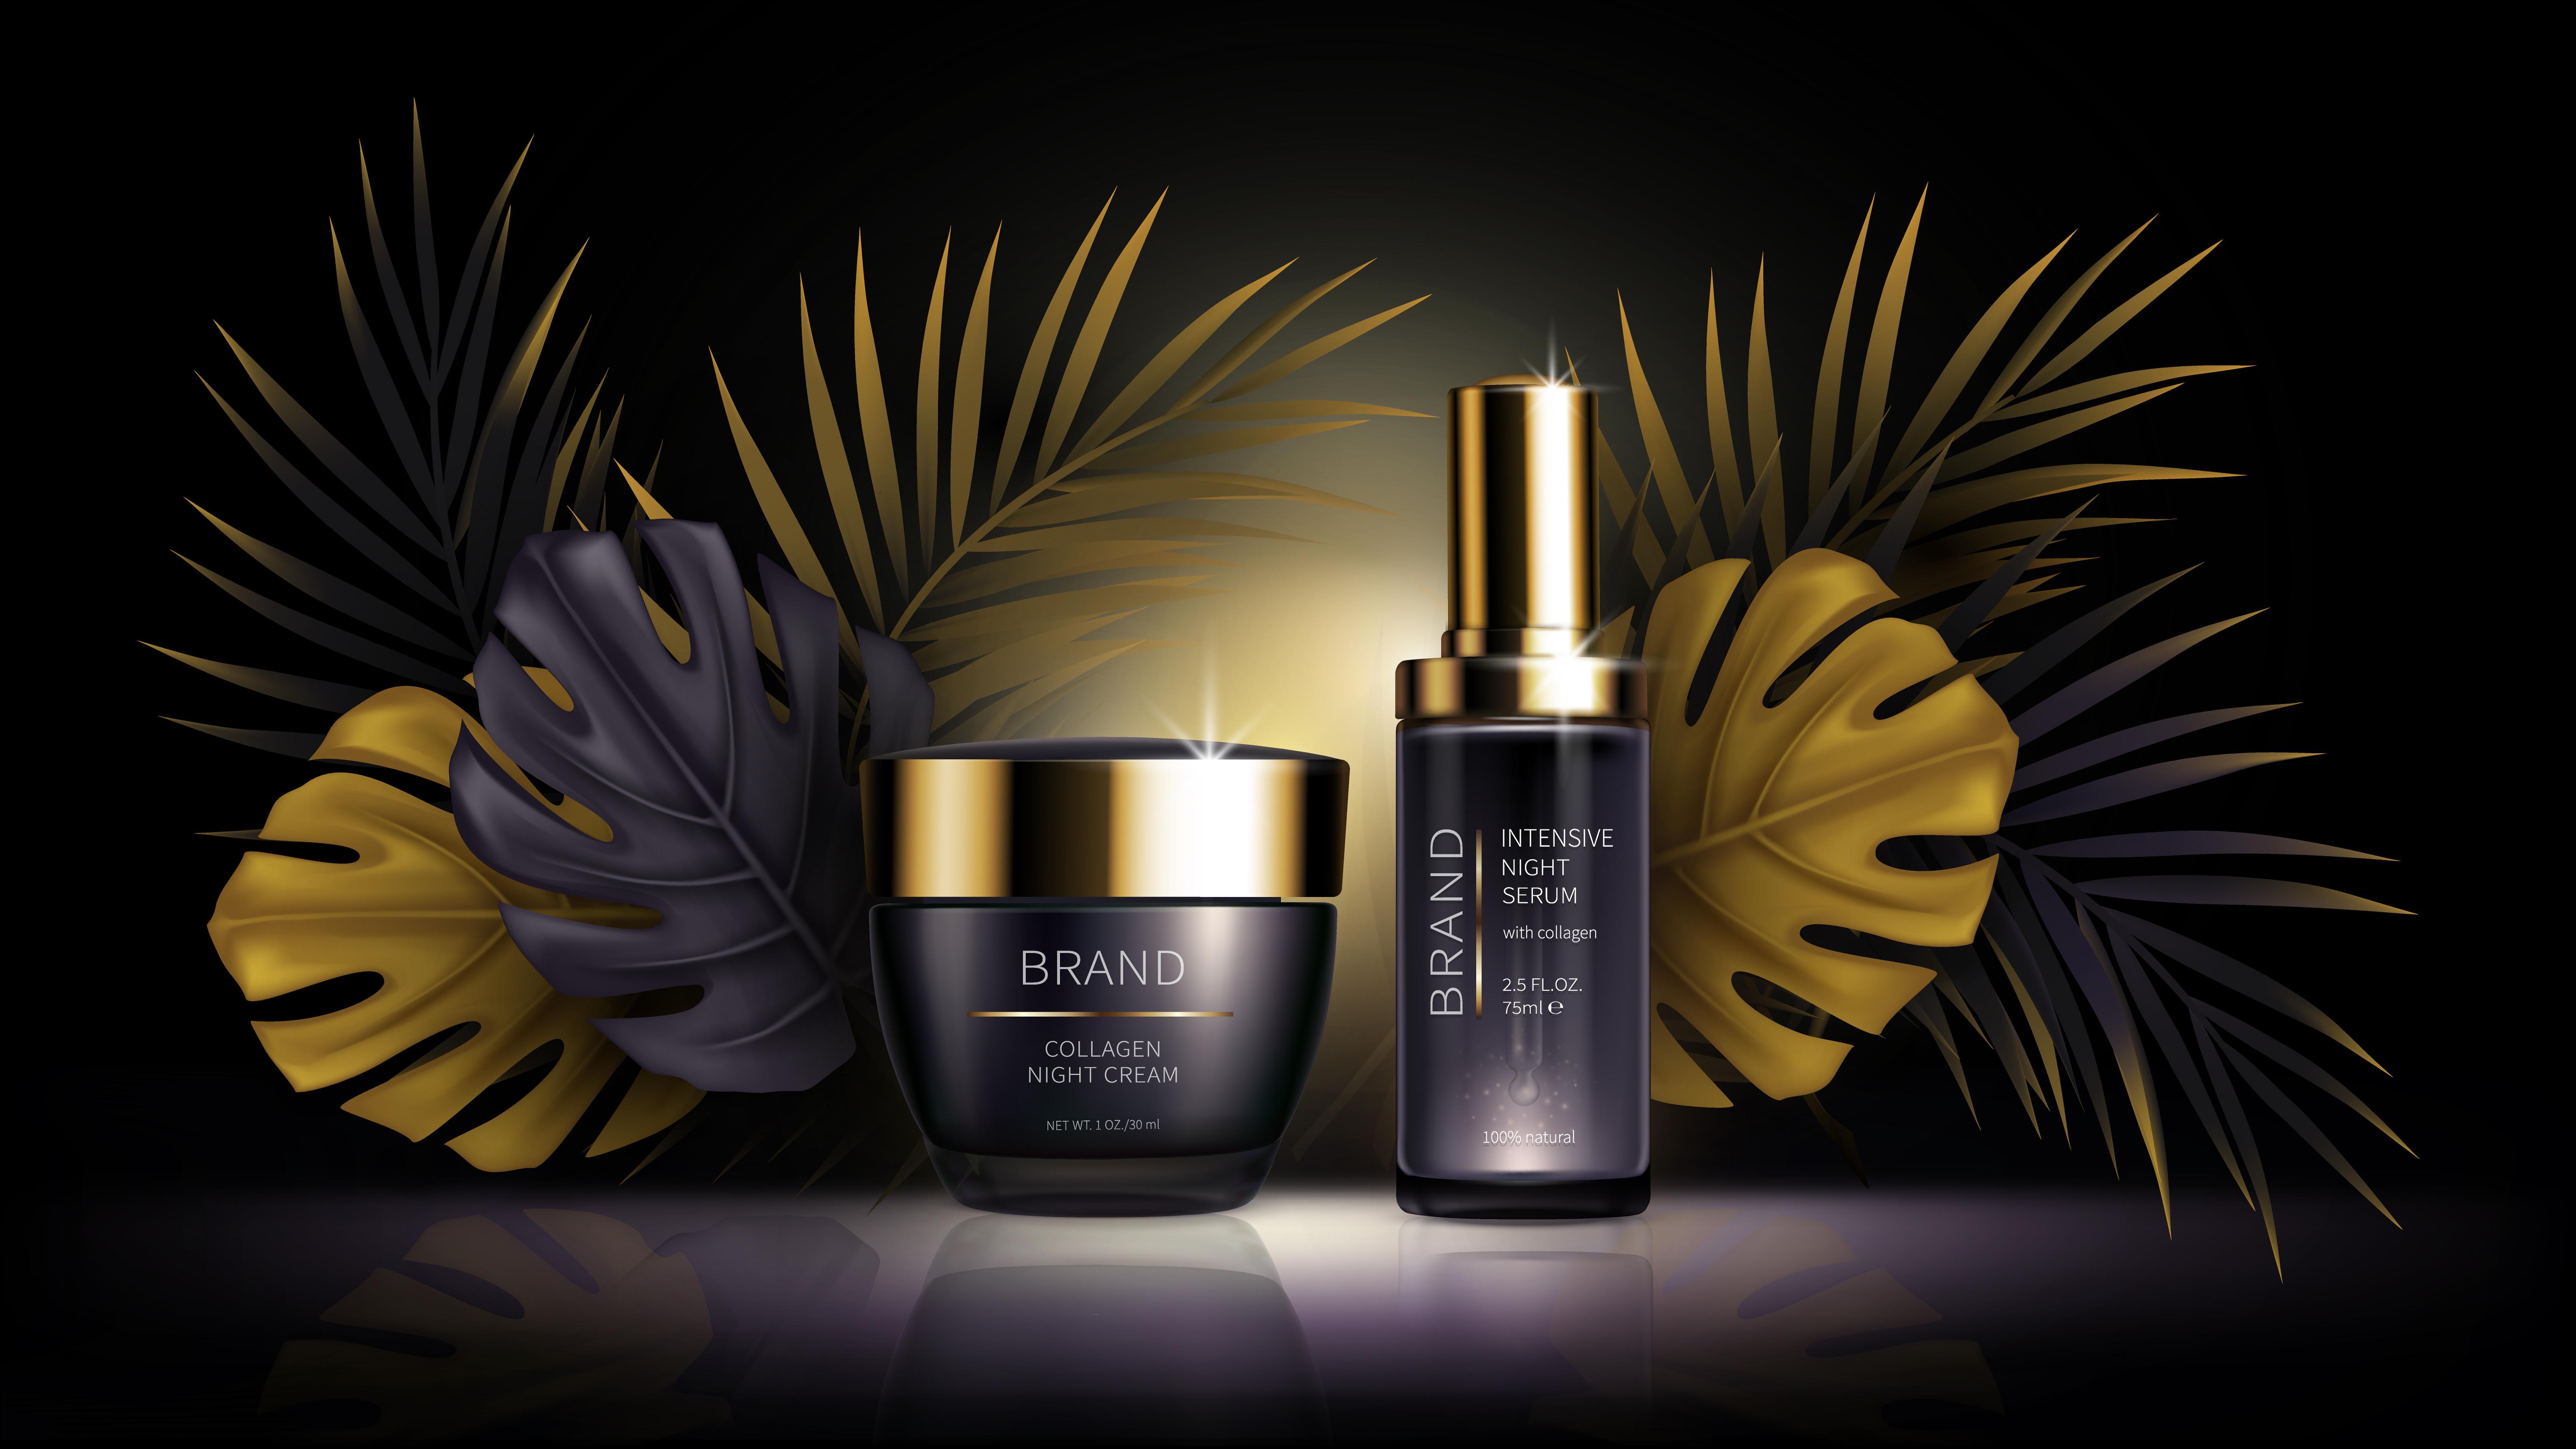 BRAND
COLLAGEN
NIGHT CREAM
NET WT. 1 OZ./30 ml
BRAND
INTENSIVE
NIGHT
SERUM
with collagen
2.5 FL.OZ.
75ml ℮
100% natural